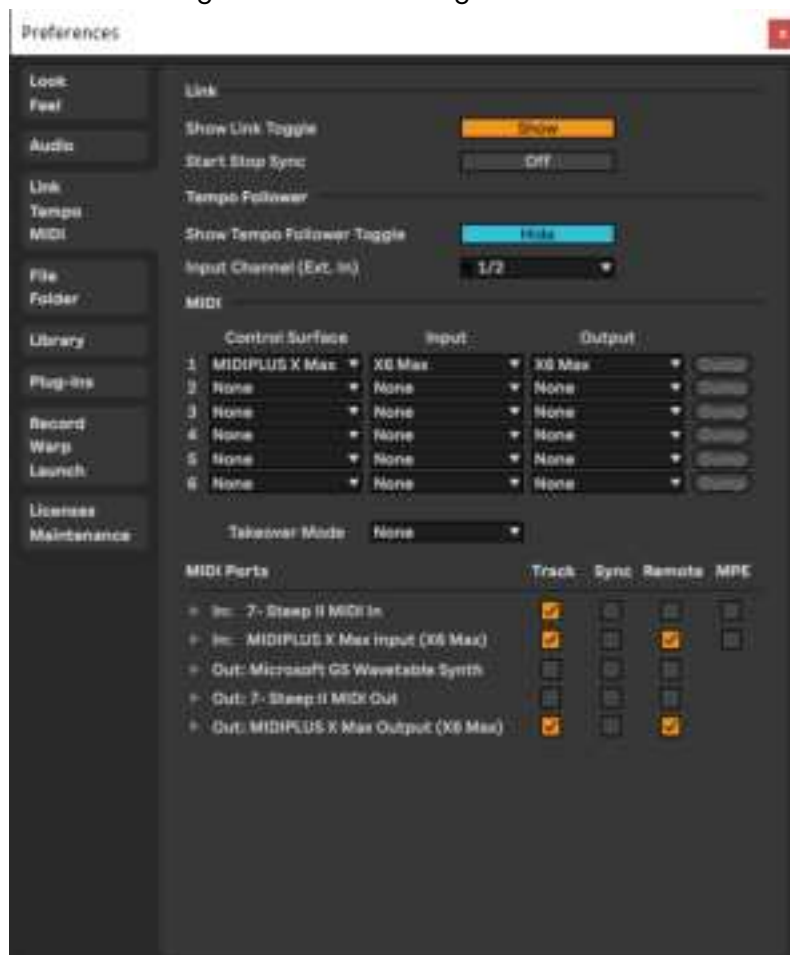 Preferences
Look
Feel
Audio
Link
Tempo
MIDI
File
Folder
Library
Plug-Ins
Record
Warp
Launch
Licenses
Maintenance
Link
Show Link Toggle Show
Start Stop Sync Off
Tempo Follower
Show Tempo Follower Toggle Hide
Input Channel (Ext. In) 1/2
MIDI
Control Surface Input Output
1 MIDIPLUS X Max X6 Max X6 Max
2 None None None
3 None None None
4 None None None
5 None None None
6 None None None
Takeover Mode None
MIDI Ports Track Sync Remote MPE
In: 7- Steep II MIDI In
In: MIDIPLUS X Max Input (X6 Max)
Out: Microsoft GS Wavetable Synth
Out: 7- Steep II MIDI Out
Out: MIDIPLUS X Max Output (X6 Max)